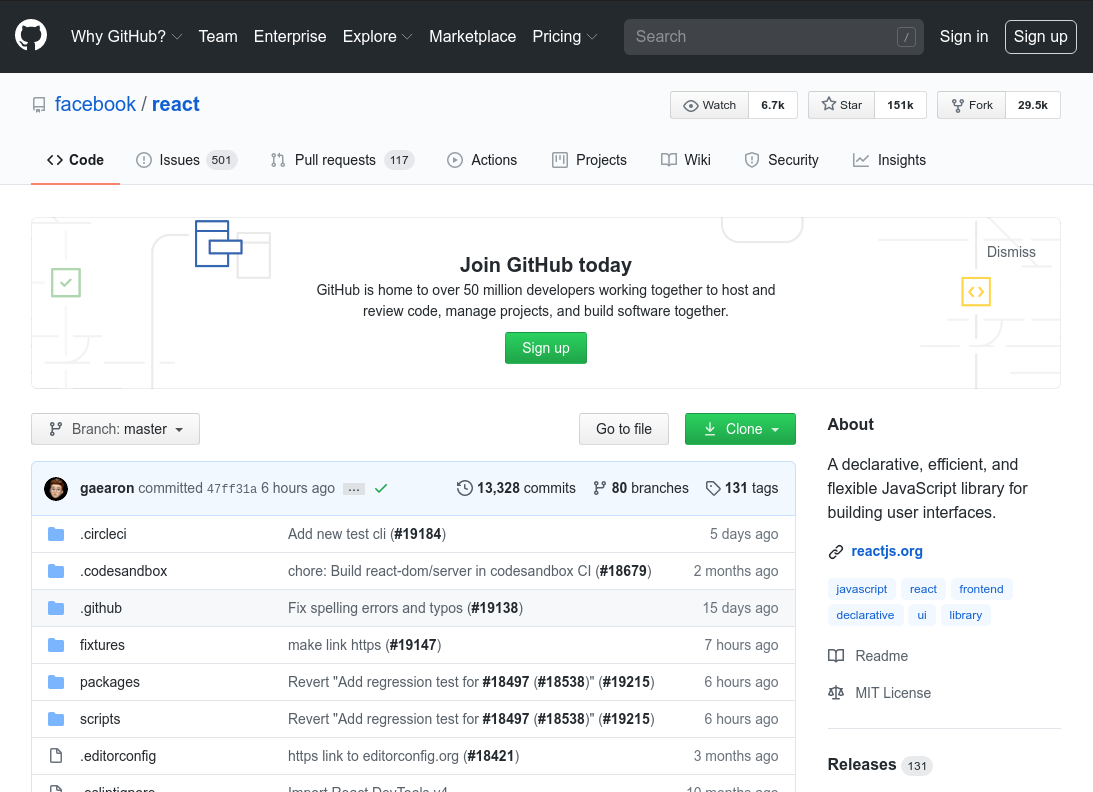 Why GitHub? Team Enterprise Explore Marketplace Pricing Search / Sign in Sign up
facebook / react Watch 6.7k Star 151k Fork 29.5k
Code Issues 501 Pull requests 117 Actions Projects Wiki Security Insights
Dismiss
Join GitHub today
GitHub is home to over 50 million developers working together to host and
review code, manage projects, and build software together.
Sign up
Branch: master Go to file Clone
gaearon committed 47ff31a 6 hours ago ... 13,328 commits 80 branches 131 tags
.circleci Add new test cli (#19184) 5 days ago
.codesandbox chore: Build react-dom/server in codesandbox CI (#18679) 2 months ago
.github Fix spelling errors and typos (#19138) 15 days ago
fixtures make link https (#19147) 7 hours ago
packages Revert "Add regression test for #18497 (#18538)" (#19215) 6 hours ago
scripts Revert "Add regression test for #18497 (#18538)" (#19215) 6 hours ago
.editorconfig https link to editorconfig.org (#18421) 3 months ago
.eslintignore Import React DevTools v4 10 months ago
About
A declarative, efficient, and
flexible JavaScript library for
building user interfaces.
reactjs.org
javascript react frontend
declarative ui library
Readme
MIT License
Releases 131